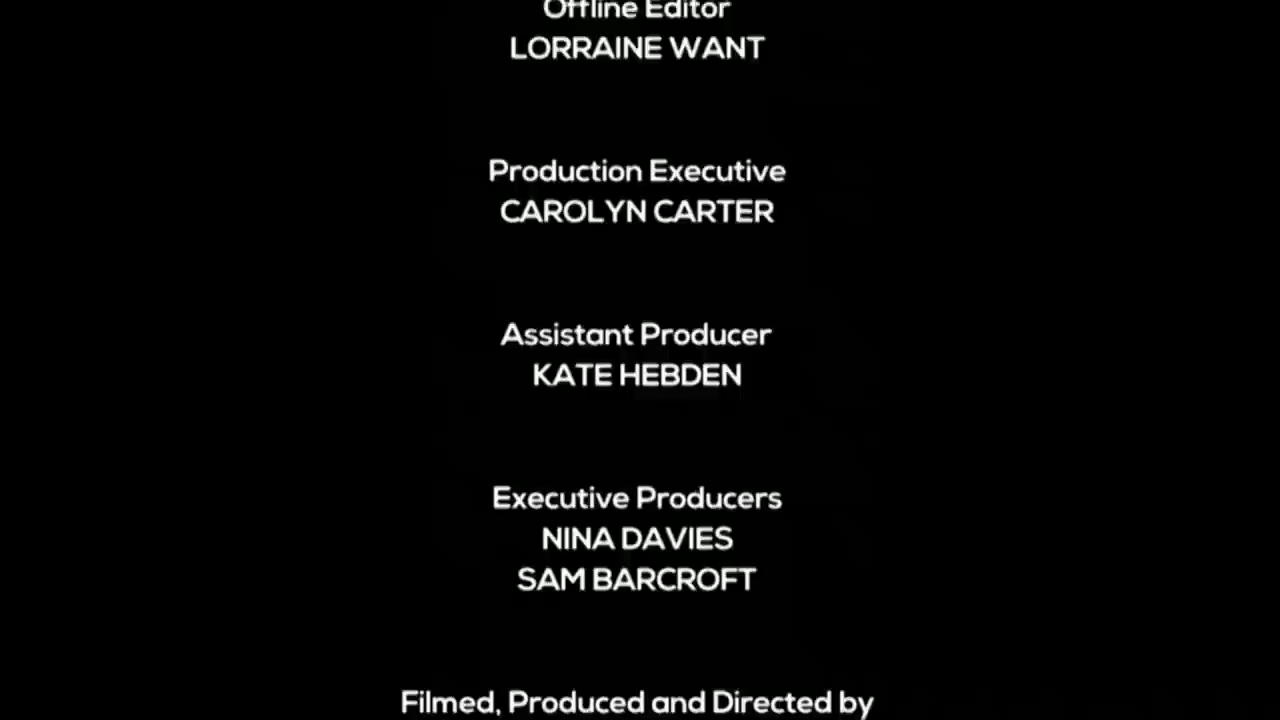 Offline Editor
LORRAINE WANT
Production Executive
CAROLYN CARTER
Assistant Producer
KATE HEBDEN
Executive Producers
NINA DAVIES
SAM BARCROFT
Filmed, Produced and Directed by